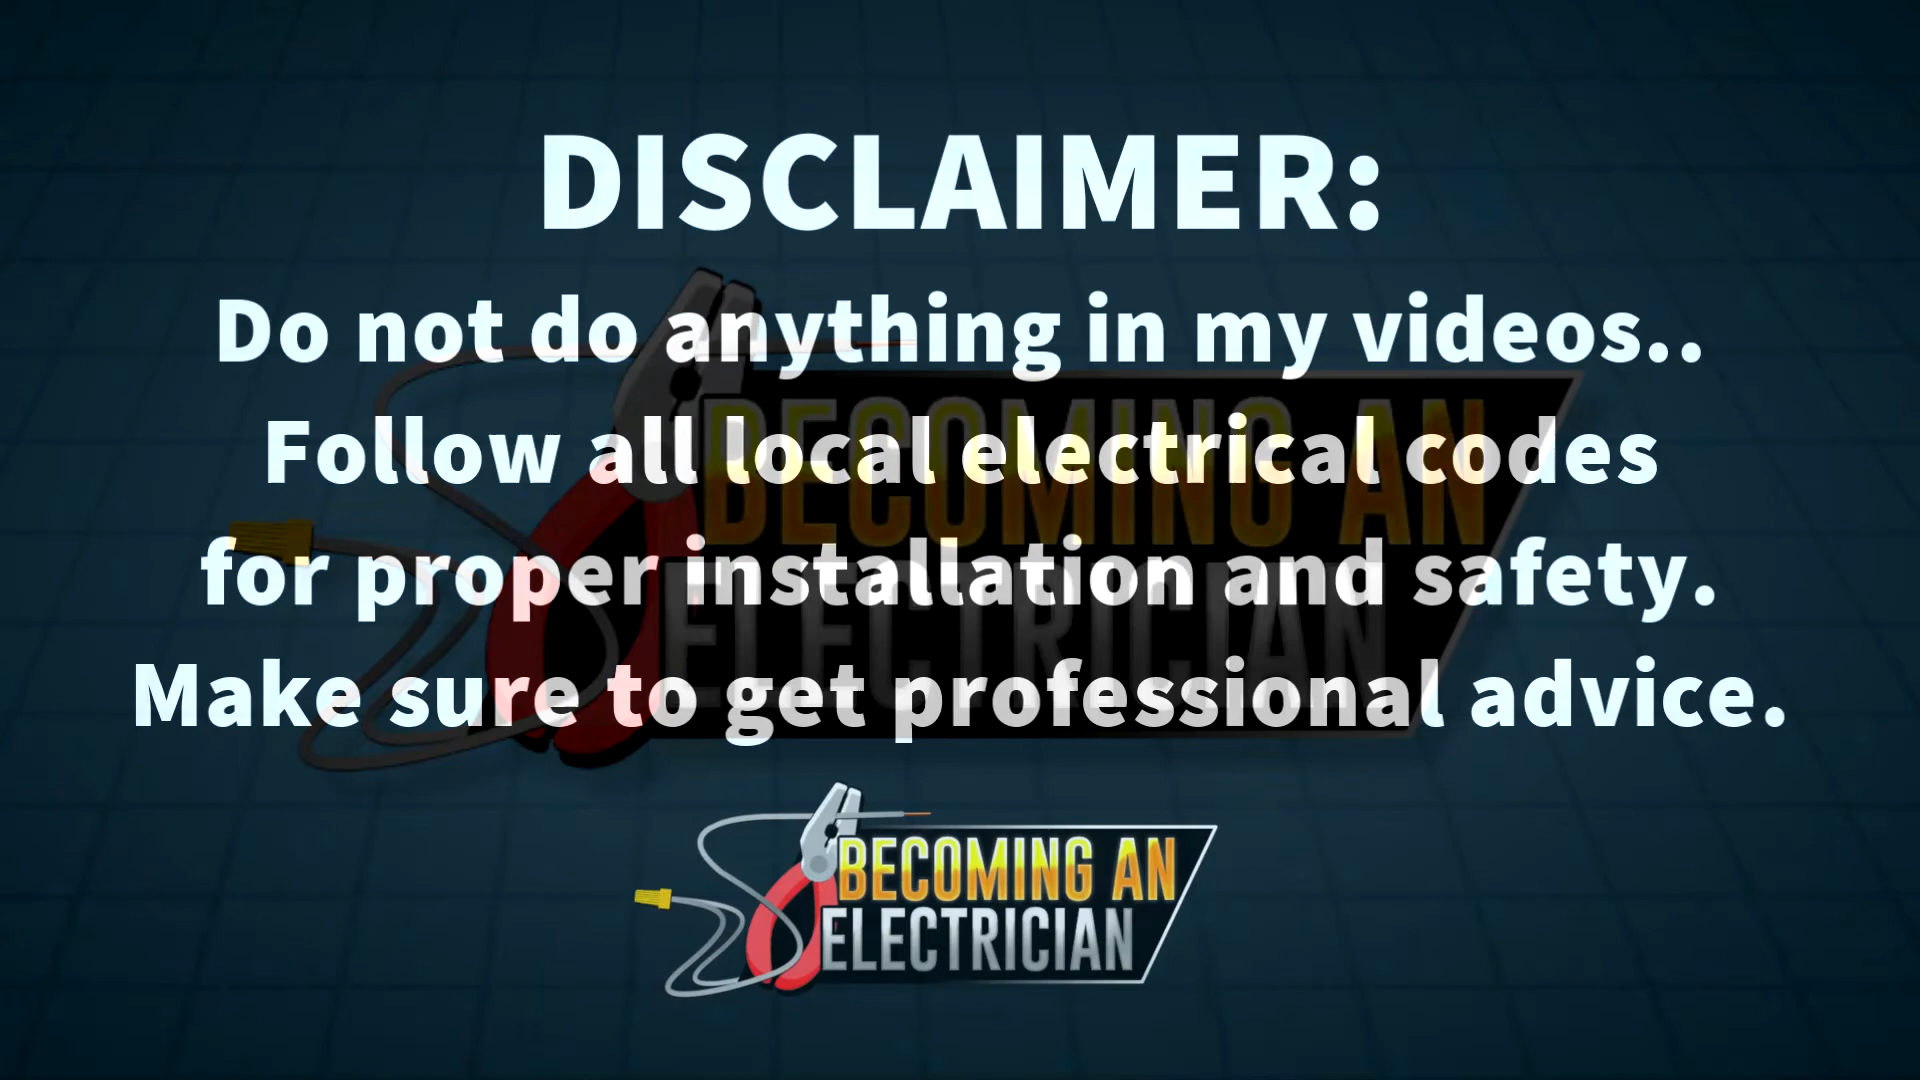 DISCLAIMER:
Do not do anything in my videos..
Follow all local electrical codes
for proper installation and safety.
Make sure to get professional advice.
BECOMING AN
ELECTRICIAN
BECOMING AN
ELECTRICIAN